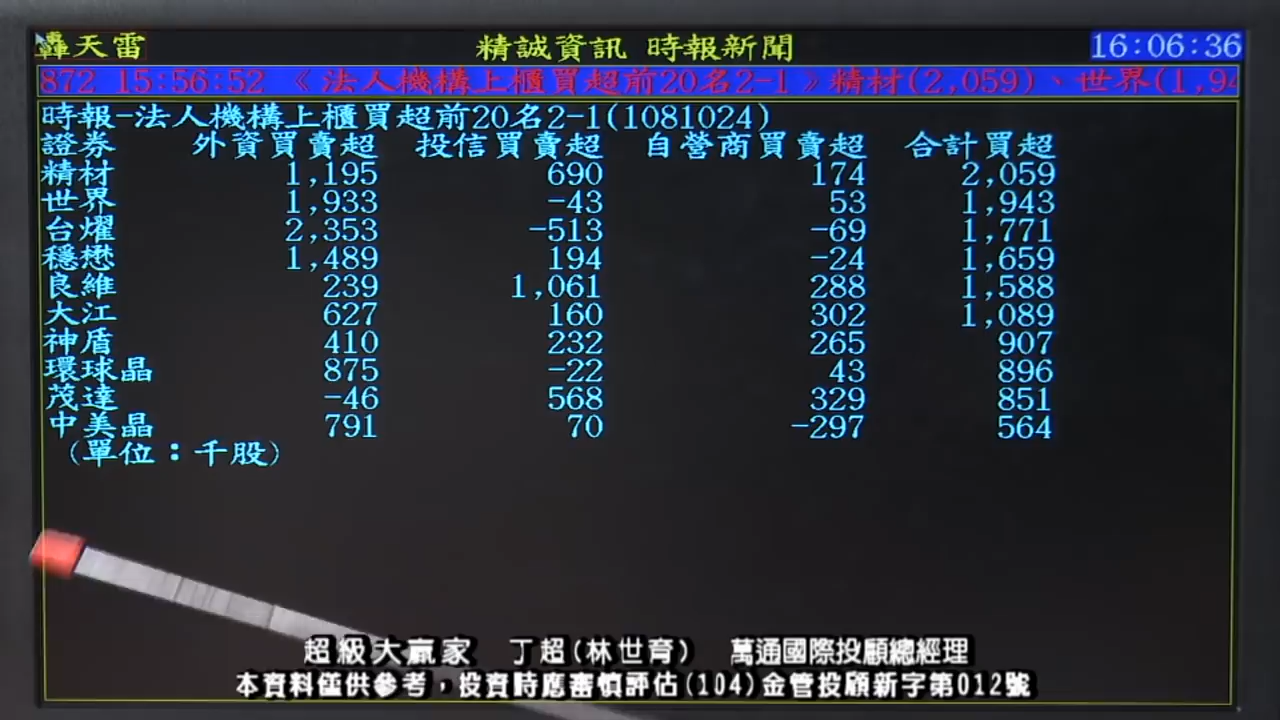 轟天雷 精誠資訊 時報新聞 16:06:36
872 15:56:52 《法人機構上櫃買超前20名2-1》精材(2,059)、世界(1,94
時報-法人機構上櫃買超前20名2-1(1081024)
證券 外資買賣超 投信買賣超 自營商買賣超 合計買超
精材 1,195 690 174 2,059
世界 1,933 -43 53 1,943
台燿 2,353 -513 -69 1,771
穩懋 1,489 194 -24 1,659
良維 239 1,061 288 1,588
大江 627 160 302 1,089
神盾 410 232 265 907
環球晶 875 -22 43 896
茂達 -46 568 329 851
中美晶 791 70 -297 564
(單位：千股)
超級大贏家 丁超(林世育) 萬通國際投顧總經理
本資料僅供參考，投資時應審慎評估(104)金管投顧新字第012號